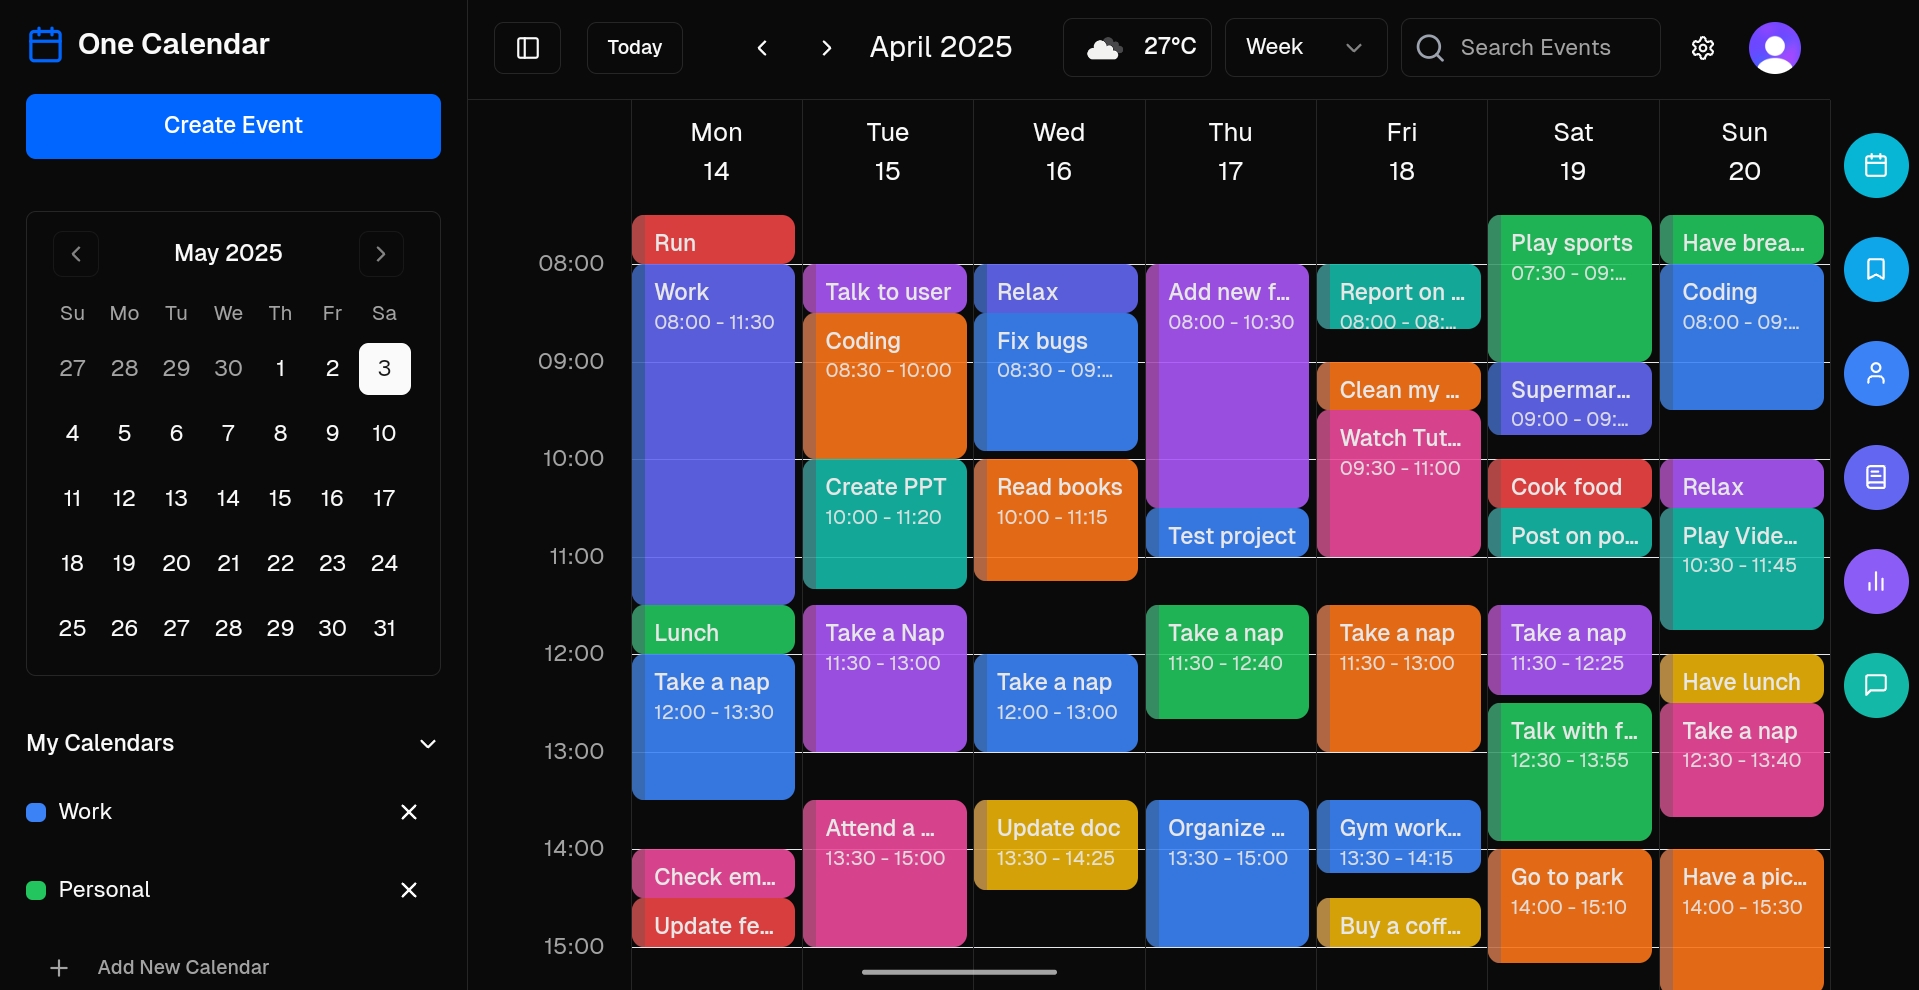 One Calendar
Create Event
May 2025
Su Mo Tu We Th Fr Sa
27 28 29 30 1 2 3
4 5 6 7 8 9 10
11 12 13 14 15 16 17
18 19 20 21 22 23 24
25 26 27 28 29 30 31
My Calendars
Work
Personal
Add New Calendar
Today
April 2025
27°C
Week
Search Events
Mon Tue Wed Thu Fri Sat Sun
14 15 16 17 18 19 20
08:00
09:00
10:00
11:00
12:00
13:00
14:00
15:00
Run
Work
08:00 - 11:30
Lunch
Take a nap
12:00 - 13:30
Check em...
Update fe...
Talk to user
Coding
08:30 - 10:00
Create PPT
10:00 - 11:20
Take a Nap
11:30 - 13:00
Attend a ...
13:30 - 15:00
Relax
Fix bugs
08:30 - 09:...
Read books
10:00 - 11:15
Take a nap
12:00 - 13:00
Update doc
13:30 - 14:25
Add new f...
08:00 - 10:30
Test project
Take a nap
11:30 - 12:40
Organize ...
13:30 - 15:00
Report on ...
08:00 - 08:...
Clean my ...
Watch Tut...
09:30 - 11:00
Take a nap
11:30 - 13:00
Gym work...
13:30 - 14:15
Buy a coff...
Play sports
07:30 - 09:...
Supermar...
09:00 - 09:...
Cook food
Post on po...
Take a nap
11:30 - 12:25
Talk with f...
12:30 - 13:55
Go to park
14:00 - 15:10
Have brea...
Coding
08:00 - 09:...
Relax
Play Vide...
10:30 - 11:45
Have lunch
Take a nap
12:30 - 13:40
Have a pic...
14:00 - 15:30